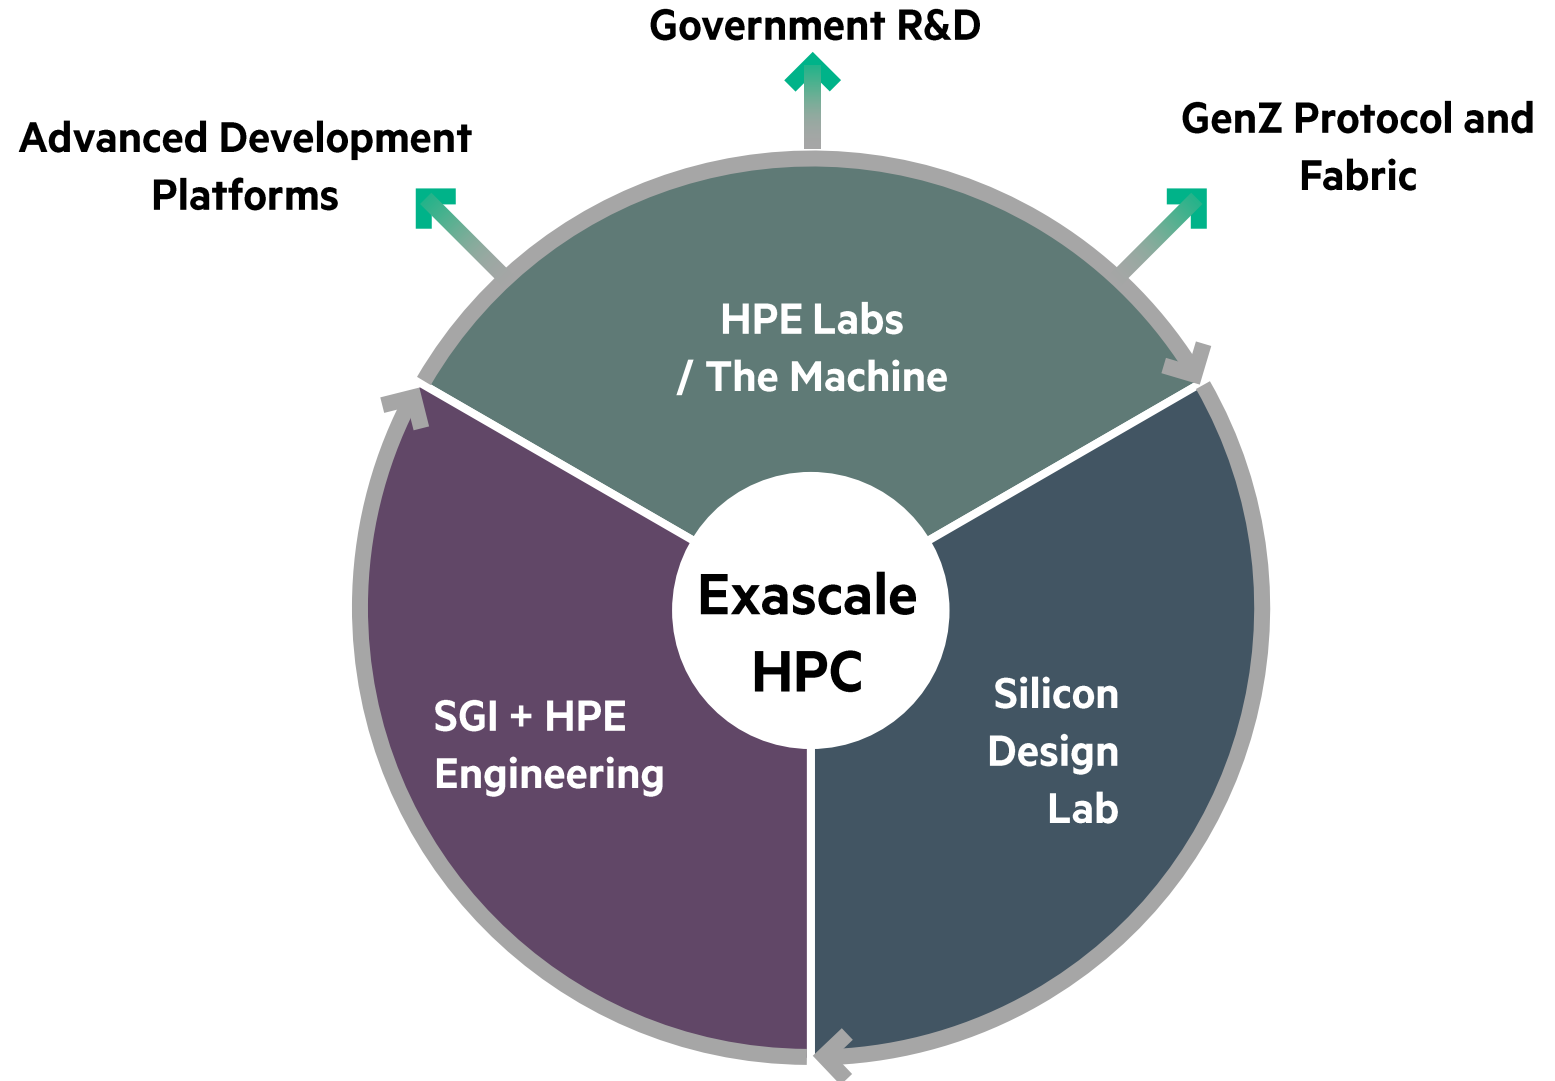 Government R&D
Advanced Development
Platforms
GenZ Protocol and
Fabric
HPE Labs
/ The Machine
Exascale
HPC
SGI + HPE
Engineering
Silicon
Design
Lab